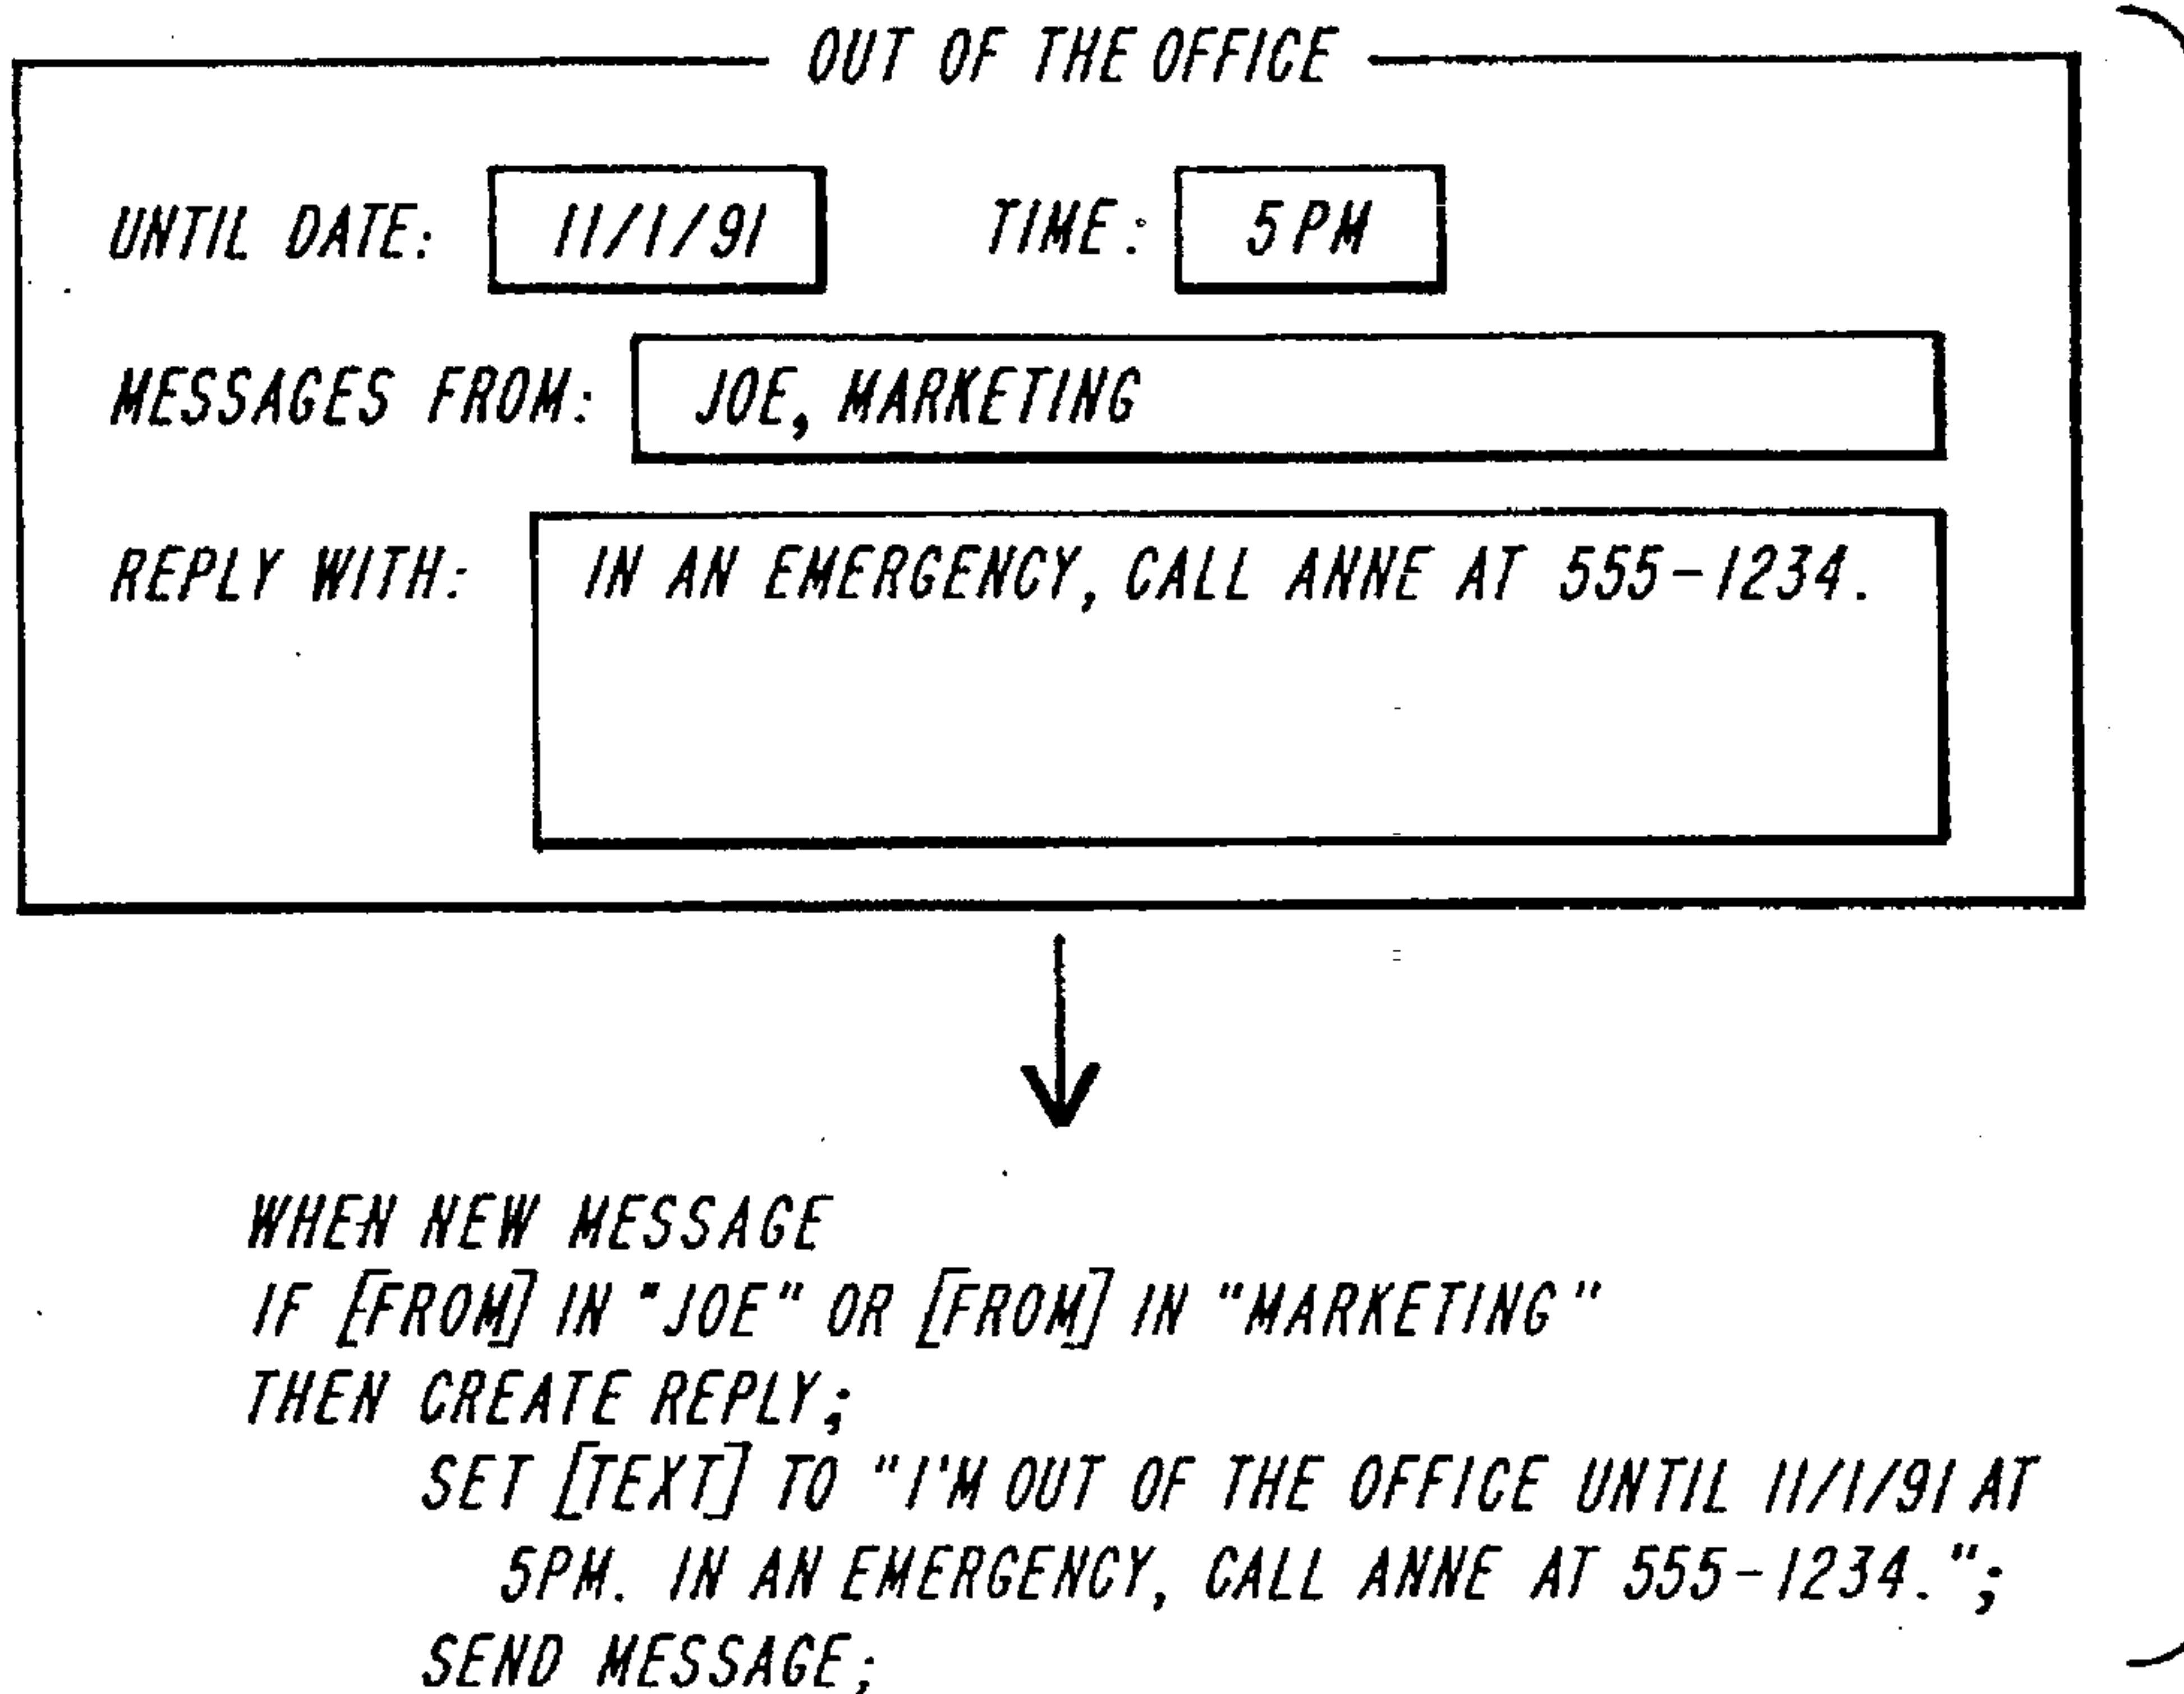 OUT OF THE OFFICE
UNTIL DATE: 11/1/91 TIME: 5PM
MESSAGES FROM: JOE, MARKETING
REPLY WITH: IN AN EMERGENCY, CALL ANNE AT 555-1234.
WHEN NEW MESSAGE
IF [FROM] IN "JOE" OR [FROM] IN "MARKETING"
THEN CREATE REPLY;
SET [TEXT] TO "I'M OUT OF THE OFFICE UNTIL 11/1/91 AT
5PM. IN AN EMERGENCY, CALL ANNE AT 555-1234.";
SEND MESSAGE;